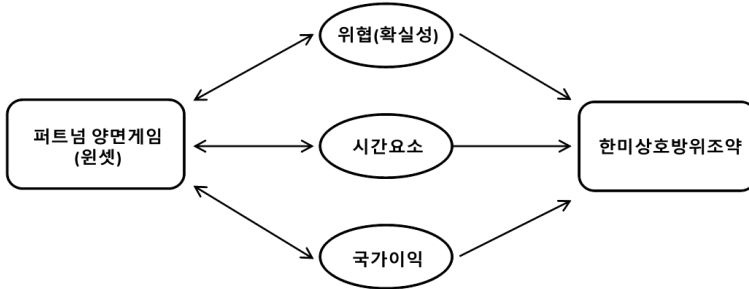 위협(확실성)
퍼트넘 양면게임
(윈셋)
시간요소
한미상호방위조약
국가이익